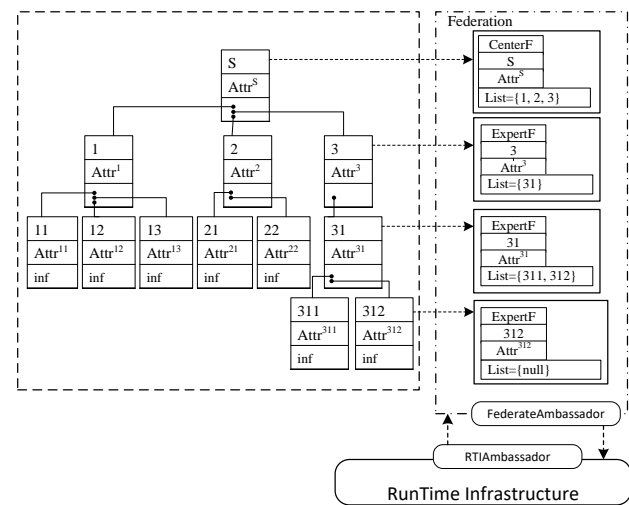 Federation
S
Attr^S
1
Attr^1
2
Attr^2
3
Attr^3
11
Attr^11
inf
12
Attr^12
inf
13
Attr^13
inf
21
Attr^21
inf
22
Attr^22
inf
31
Attr^31
311
Attr^311
inf
312
Attr^312
inf
CenterF
S
Attr^S
List={1, 2, 3}
ExpertF
3
Attr^3
List={31}
ExpertF
31
Attr^31
List={311, 312}
ExpertF
312
Attr^312
List={null}
FederateAmbassador
RTIAmbassador
RunTime Infrastructure